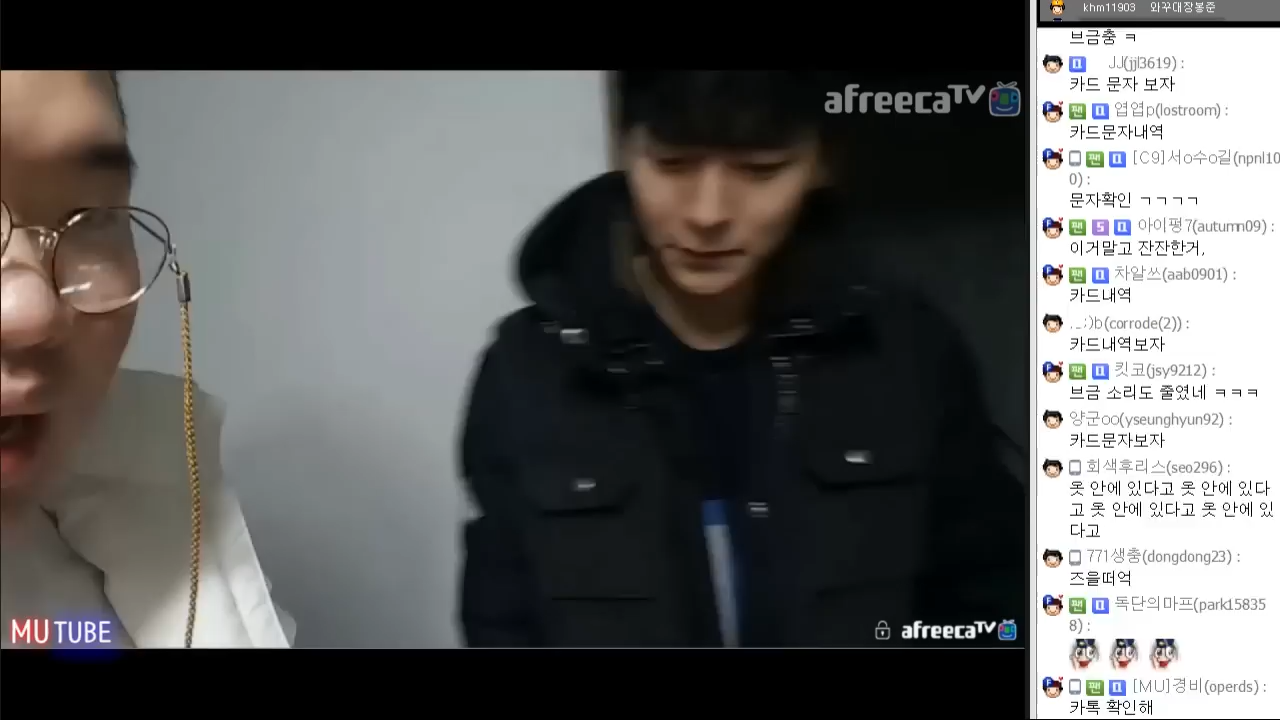 afreecaTV
MU TUBE
afreecaTV
khm11903 와꾸대장봉준
브금충 ㅋ
JJ(jjl3619) :
카드 문자 보자
엽엽p(lostroom) :
카드문자내역
[C9]서o수o길(npnl10
0) :
문자확인 ㄱㄱㄱㄱ
아이평7(autumn09) :
이거말고 잔잔한거,
차알쓰(aab0901) :
카드내역
._;)b(corrode(2)) :
카드내역보자
킷코(jsy9212) :
브금 소리도 줄였네 ㅋㅋㅋ
양군oo(yseunghyun92) :
카드문자보자
회색후리스(seo296) :
옷 안에 있다고 옷 안에 있다
고 옷 안에 있다고 옷 안에 있
다고
771생충(dongdong23) :
즈을떠억
독단의마프(park15835
8) :
[MU]경비(operds) :
카톡 확인해